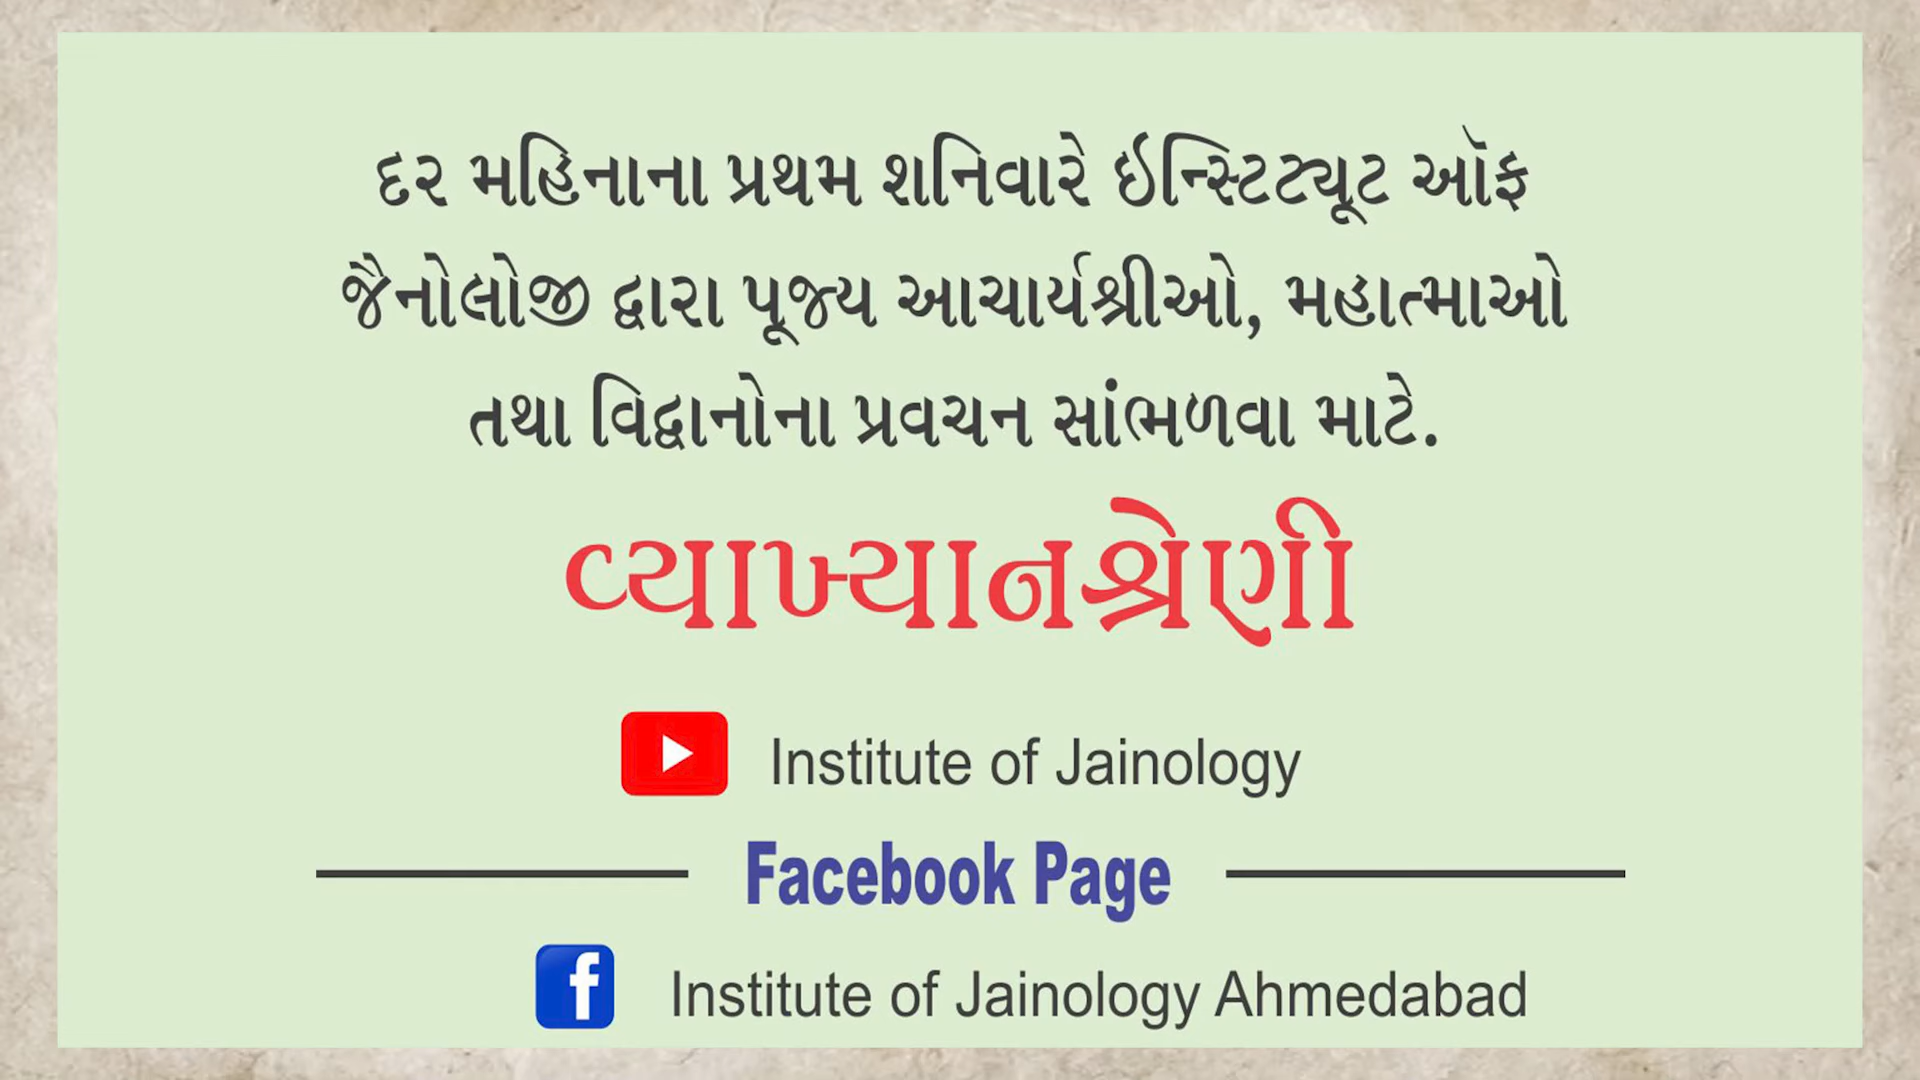 દર મહિનાના પ્રથમ શનિવારે ઇન્સ્ટિટ્યૂટ ઑફ
જૈનોલોજી દ્વારા પૂજ્ય આચાર્યશ્રીઓ, મહાત્માઓ
તથા વિદ્વાનોના પ્રવચન સાંભળવા માટે.
વ્યાખ્યાનશ્રેણી
Institute of Jainology
Facebook Page
Institute of Jainology Ahmedabad